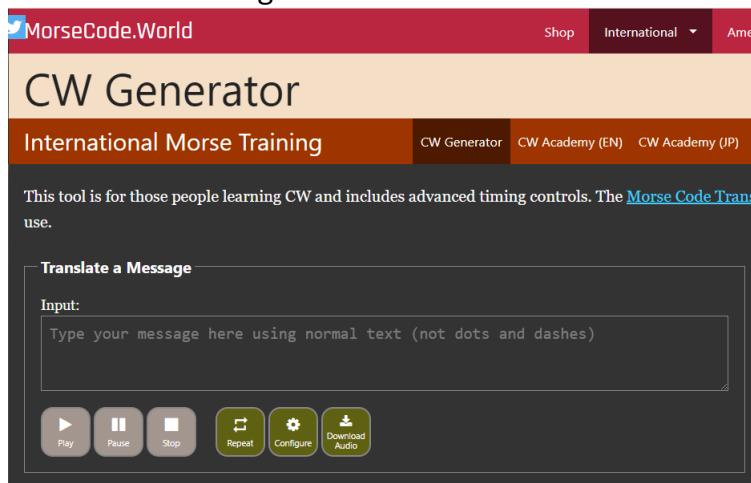 MorseCode.World
Shop International Ame
CW Generator
International Morse Training
CW Generator CW Academy (EN) CW Academy (JP)
This tool is for those people learning CW and includes advanced timing controls. The Morse Code Trans
use.
Translate a Message
Input:
Type your message here using normal text (not dots and dashes)
Play Pause Stop Repeat Configure Download
Audio